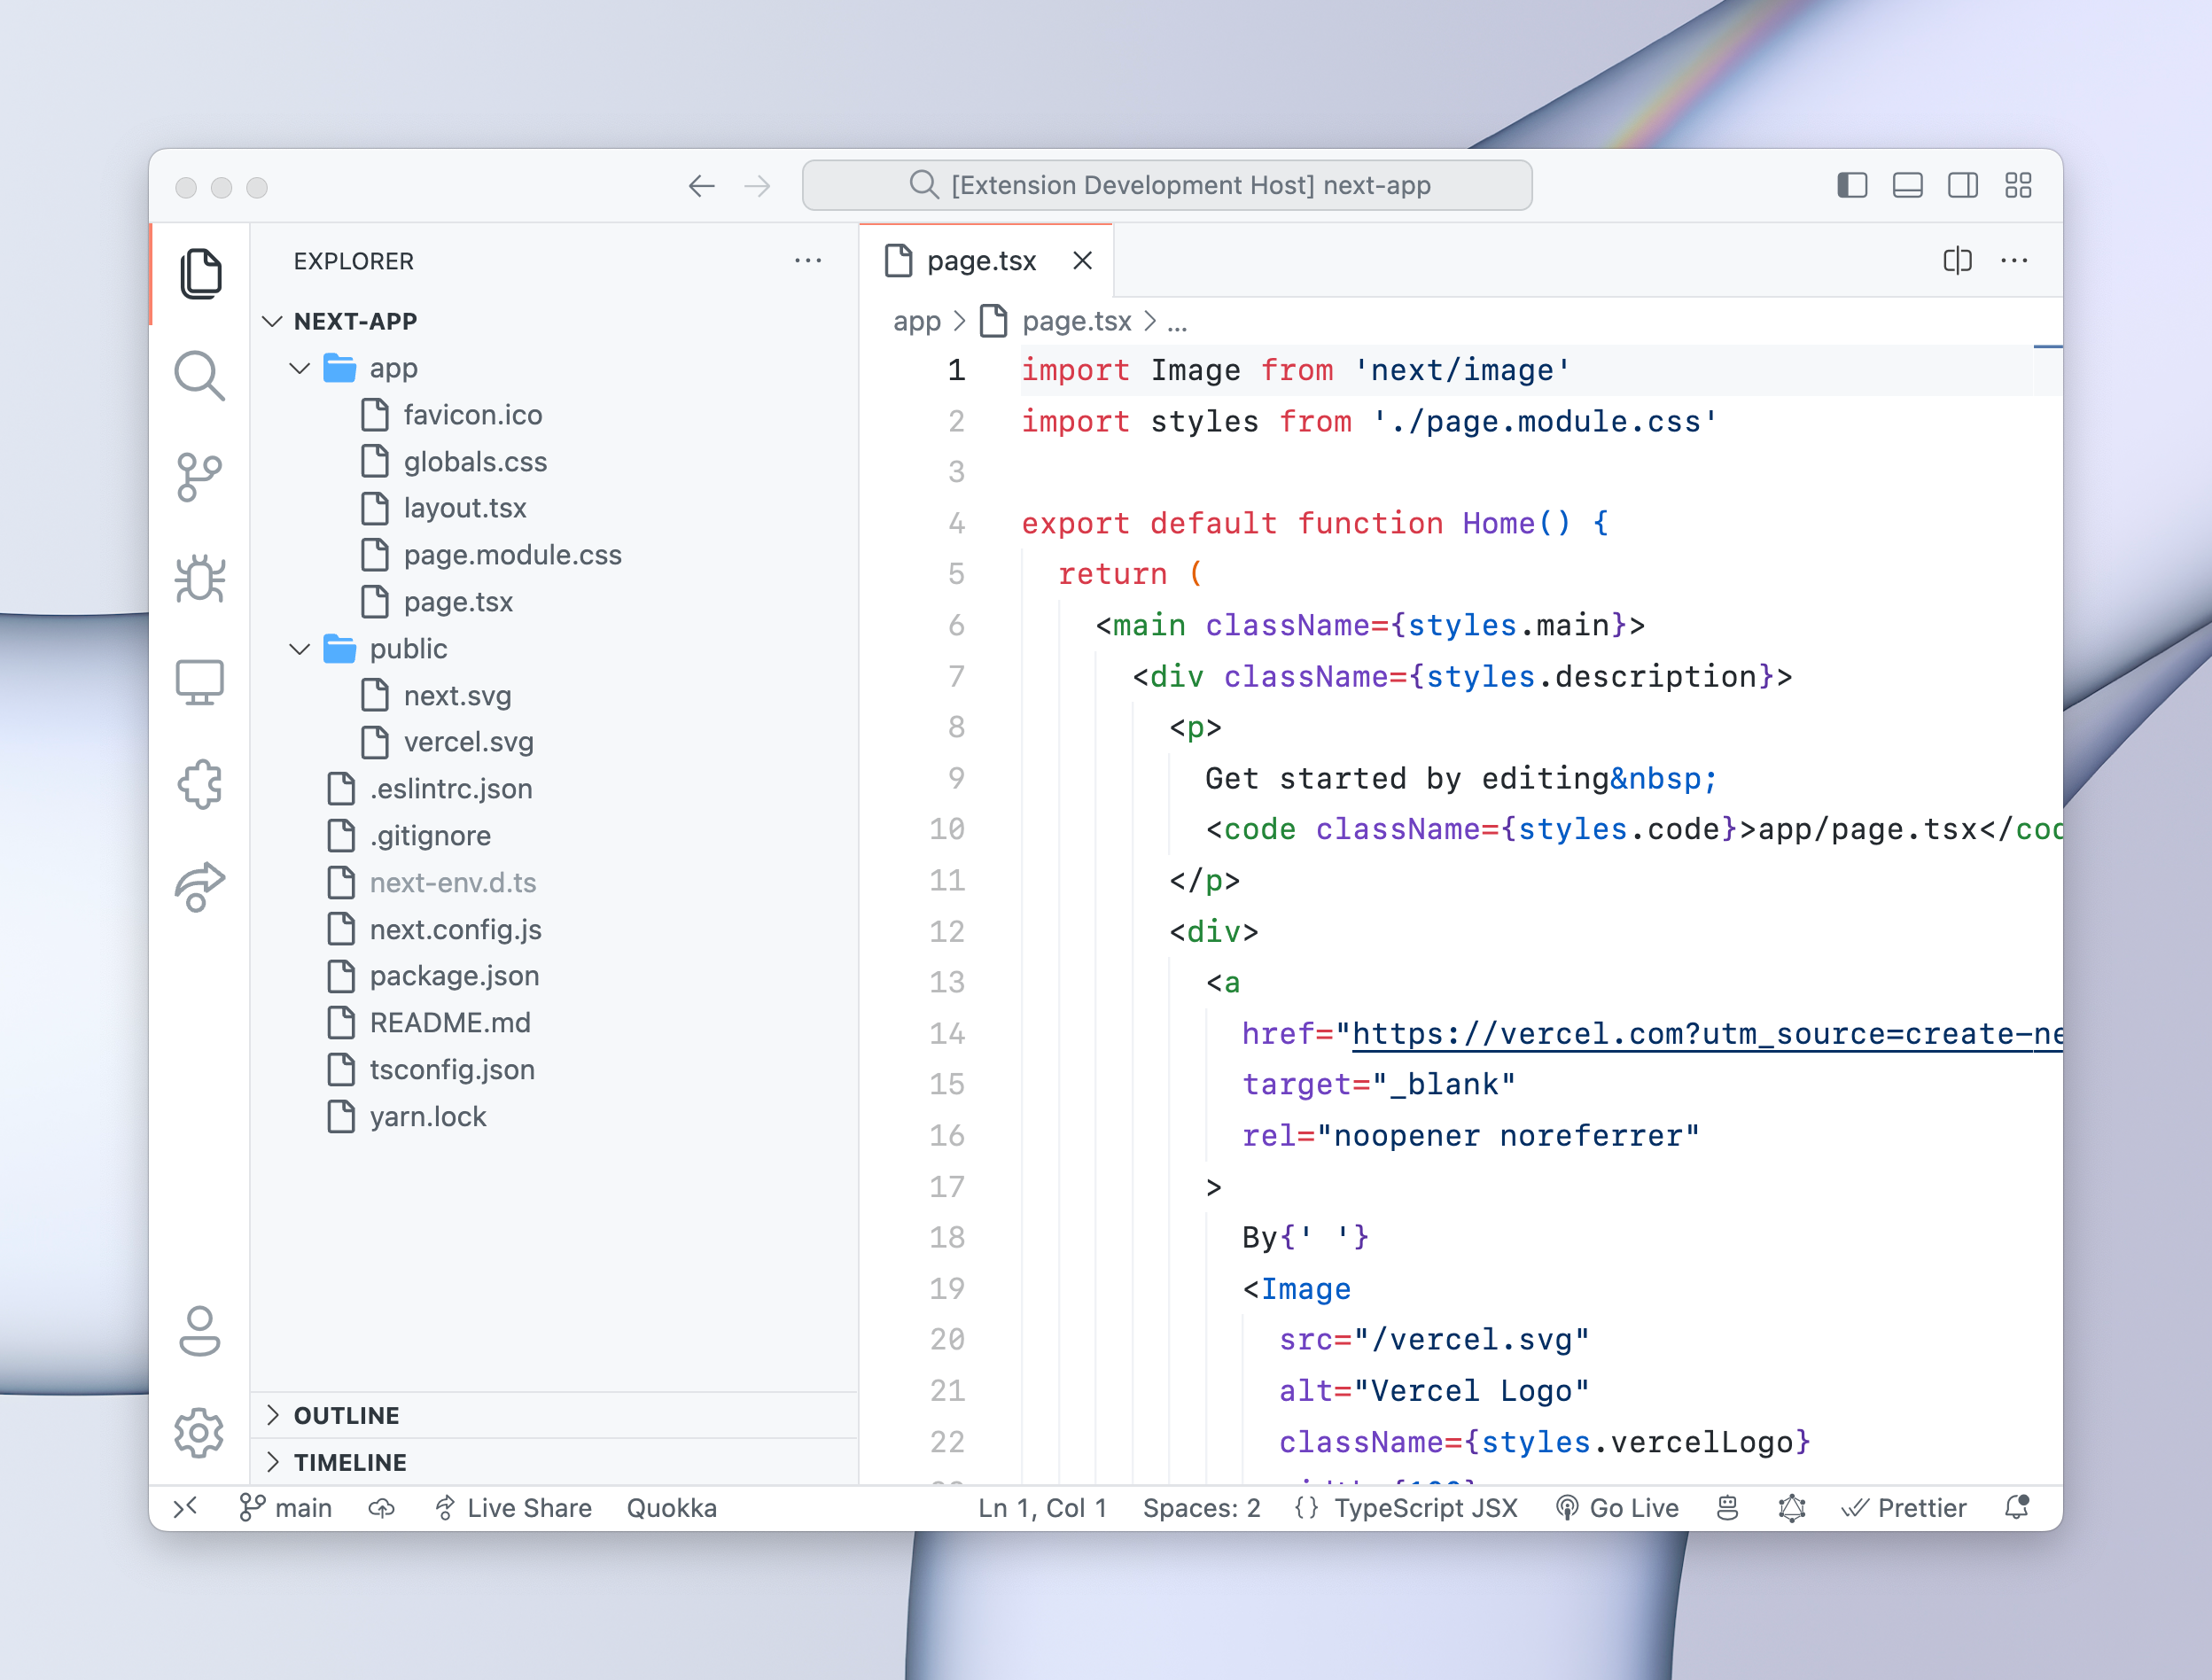 [Extension Development Host] next-app
EXPLORER
NEXT-APP
app
favicon.ico
globals.css
layout.tsx
page.module.css
page.tsx
public
next.svg
vercel.svg
.eslintrc.json
.gitignore
next-env.d.ts
next.config.js
package.json
README.md
tsconfig.json
yarn.lock
OUTLINE
TIMELINE
page.tsx
app > page.tsx > ...
1 import Image from 'next/image'
2 import styles from './page.module.css'
3
4 export default function Home() {
5 return (
6 <main className={styles.main}>
7 <div className={styles.description}>
8 <p>
9 Get started by editing&nbsp;
10 <code className={styles.code}>app/page.tsx</cod
11 </p>
12 <div>
13 <a
14 href="https://vercel.com?utm_source=create-ne
15 target="_blank"
16 rel="noopener noreferrer"
17 >
18 By{' '}
19 <Image
20 src="/vercel.svg"
21 alt="Vercel Logo"
22 className={styles.vercelLogo}
main Live Share Quokka Ln 1, Col 1 Spaces: 2 {} TypeScript JSX Go Live Prettier